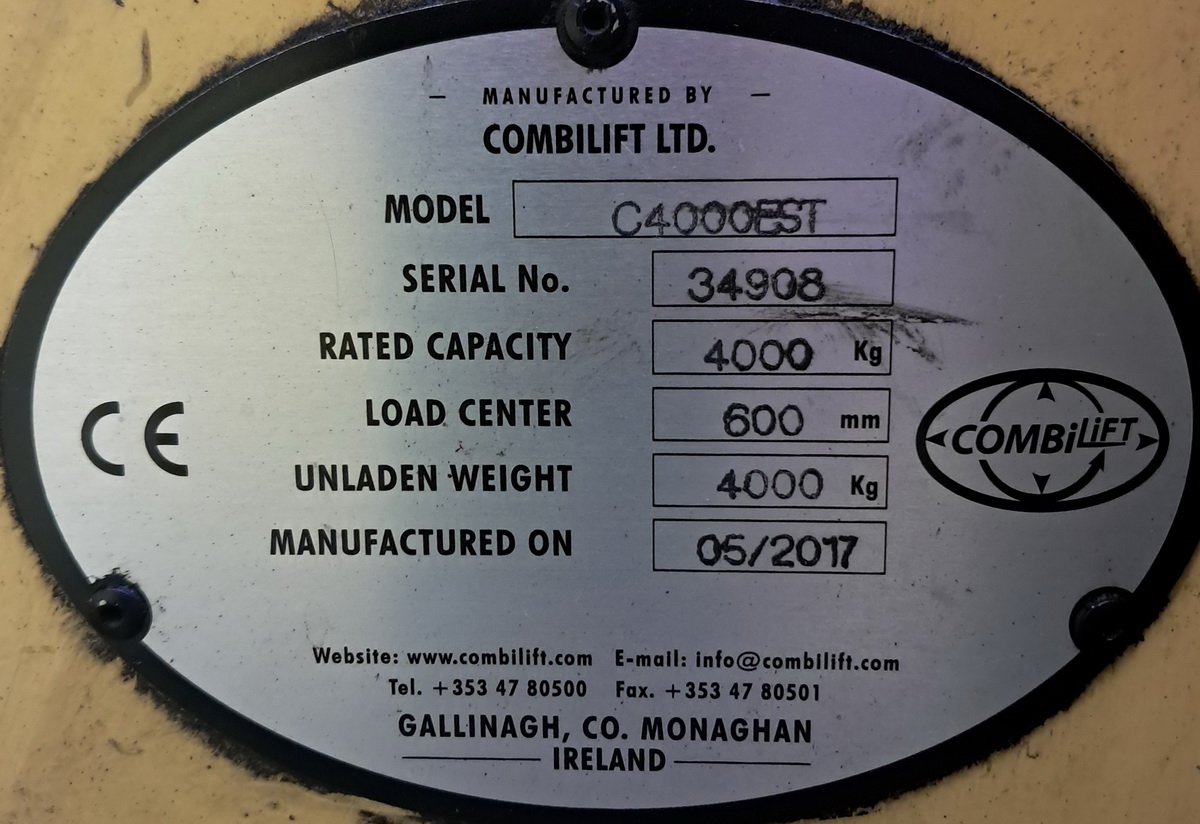 — MANUFACTURED BY —
COMBILIFT LTD.
MODEL C4000EST
SERIAL No. 34908
RATED CAPACITY 4000 Kg
LOAD CENTER 600 mm
UNLADEN WEIGHT 4000 Kg
MANUFACTURED ON 05/2017
CE
COMBiLiFT
Website: www.combilift.com E-mail: info@combilift.com
Tel. +353 47 80500 Fax. +353 47 80501
GALLINAGH, CO. MONAGHAN
IRELAND